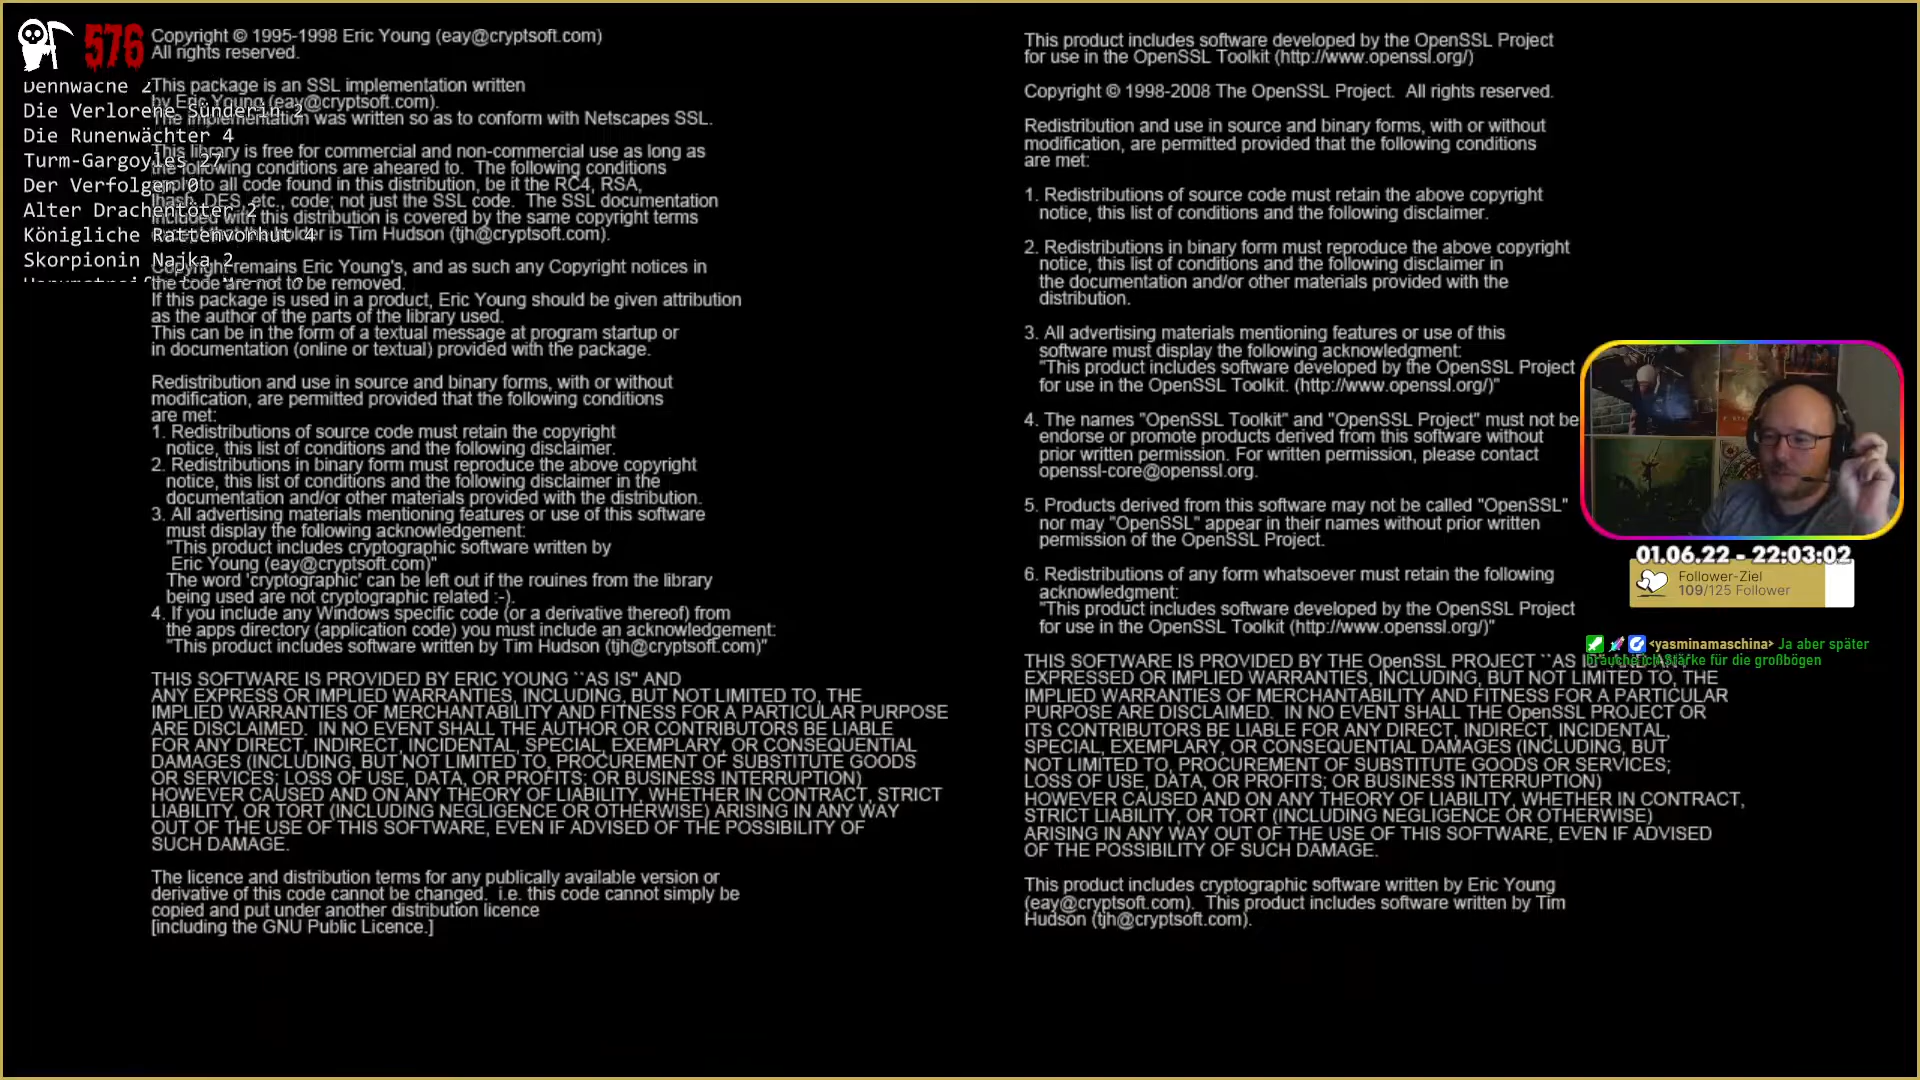 576
Dennwache 2
Die Verlorene Sünderin 2
Die Runenwächter 4
Turm-Gargoyles 27
Der Verfolger 0
Alter Drachentöter 2
Königliche Rattenvorhut 4
Skorpionin Najka 2
Copyright © 1995-1998 Eric Young (eay@cryptsoft.com)
All rights reserved.
This package is an SSL implementation written
by Eric Young (eay@cryptsoft.com).
The implementation was written so as to conform with Netscapes SSL.
This library is free for commercial and non-commercial use as long as
the following conditions are aheared to.  The following conditions
apply to all code found in this distribution, be it the RC4, RSA,
lhash, DES, etc., code; not just the SSL code.  The SSL documentation
included with this distribution is covered by the same copyright terms
except that the holder is Tim Hudson (tjh@cryptsoft.com).
Copyright remains Eric Young's, and as such any Copyright notices in
the code are not to be removed.
If this package is used in a product, Eric Young should be given attribution
as the author of the parts of the library used.
This can be in the form of a textual message at program startup or
in documentation (online or textual) provided with the package.
Redistribution and use in source and binary forms, with or without
modification, are permitted provided that the following conditions
are met:
1. Redistributions of source code must retain the copyright
notice, this list of conditions and the following disclaimer.
2. Redistributions in binary form must reproduce the above copyright
notice, this list of conditions and the following disclaimer in the
documentation and/or other materials provided with the distribution.
3. All advertising materials mentioning features or use of this software
must display the following acknowledgement:
"This product includes cryptographic software written by
Eric Young (eay@cryptsoft.com)"
The word 'cryptographic' can be left out if the rouines from the library
being used are not cryptographic related :-).
4. If you include any Windows specific code (or a derivative thereof) from
the apps directory (application code) you must include an acknowledgement:
"This product includes software written by Tim Hudson (tjh@cryptsoft.com)"
THIS SOFTWARE IS PROVIDED BY ERIC YOUNG ``AS IS'' AND
ANY EXPRESS OR IMPLIED WARRANTIES, INCLUDING, BUT NOT LIMITED TO, THE
IMPLIED WARRANTIES OF MERCHANTABILITY AND FITNESS FOR A PARTICULAR PURPOSE
ARE DISCLAIMED.  IN NO EVENT SHALL THE AUTHOR OR CONTRIBUTORS BE LIABLE
FOR ANY DIRECT, INDIRECT, INCIDENTAL, SPECIAL, EXEMPLARY, OR CONSEQUENTIAL
DAMAGES (INCLUDING, BUT NOT LIMITED TO, PROCUREMENT OF SUBSTITUTE GOODS
OR SERVICES; LOSS OF USE, DATA, OR PROFITS; OR BUSINESS INTERRUPTION)
HOWEVER CAUSED AND ON ANY THEORY OF LIABILITY, WHETHER IN CONTRACT, STRICT
LIABILITY, OR TORT (INCLUDING NEGLIGENCE OR OTHERWISE) ARISING IN ANY WAY
OUT OF THE USE OF THIS SOFTWARE, EVEN IF ADVISED OF THE POSSIBILITY OF
SUCH DAMAGE.
The licence and distribution terms for any publically available version or
derivative of this code cannot be changed.  i.e. this code cannot simply be
copied and put under another distribution licence
[including the GNU Public Licence.]
This product includes software developed by the OpenSSL Project
for use in the OpenSSL Toolkit (http://www.openssl.org/)
Copyright © 1998-2008 The OpenSSL Project.  All rights reserved.
Redistribution and use in source and binary forms, with or without
modification, are permitted provided that the following conditions
are met:
1. Redistributions of source code must retain the above copyright
notice, this list of conditions and the following disclaimer.
2. Redistributions in binary form must reproduce the above copyright
notice, this list of conditions and the following disclaimer in
the documentation and/or other materials provided with the
distribution.
3. All advertising materials mentioning features or use of this
software must display the following acknowledgment:
"This product includes software developed by the OpenSSL Project
for use in the OpenSSL Toolkit. (http://www.openssl.org/)"
4. The names "OpenSSL Toolkit" and "OpenSSL Project" must not be
endorse or promote products derived from this software without
prior written permission. For written permission, please contact
openssl-core@openssl.org.
5. Products derived from this software may not be called "OpenSSL"
nor may "OpenSSL" appear in their names without prior written
permission of the OpenSSL Project.
6. Redistributions of any form whatsoever must retain the following
acknowledgment:
"This product includes software developed by the OpenSSL Project
for use in the OpenSSL Toolkit (http://www.openssl.org/)"
THIS SOFTWARE IS PROVIDED BY THE OpenSSL PROJECT ``AS IS'' AND ANY
EXPRESSED OR IMPLIED WARRANTIES, INCLUDING, BUT NOT LIMITED TO, THE
IMPLIED WARRANTIES OF MERCHANTABILITY AND FITNESS FOR A PARTICULAR
PURPOSE ARE DISCLAIMED.  IN NO EVENT SHALL THE OpenSSL PROJECT OR
ITS CONTRIBUTORS BE LIABLE FOR ANY DIRECT, INDIRECT, INCIDENTAL,
SPECIAL, EXEMPLARY, OR CONSEQUENTIAL DAMAGES (INCLUDING, BUT
NOT LIMITED TO, PROCUREMENT OF SUBSTITUTE GOODS OR SERVICES;
LOSS OF USE, DATA, OR PROFITS; OR BUSINESS INTERRUPTION)
HOWEVER CAUSED AND ON ANY THEORY OF LIABILITY, WHETHER IN CONTRACT,
STRICT LIABILITY, OR TORT (INCLUDING NEGLIGENCE OR OTHERWISE)
ARISING IN ANY WAY OUT OF THE USE OF THIS SOFTWARE, EVEN IF ADVISED
OF THE POSSIBILITY OF SUCH DAMAGE.
This product includes cryptographic software written by Eric Young
(eay@cryptsoft.com).  This product includes software written by Tim
Hudson (tjh@cryptsoft.com).
01.06.22 - 22:03:02
Follower-Ziel
109/125 Follower
<yasminamaschina> Ja aber später
brauche ich Stärke für die großbögen